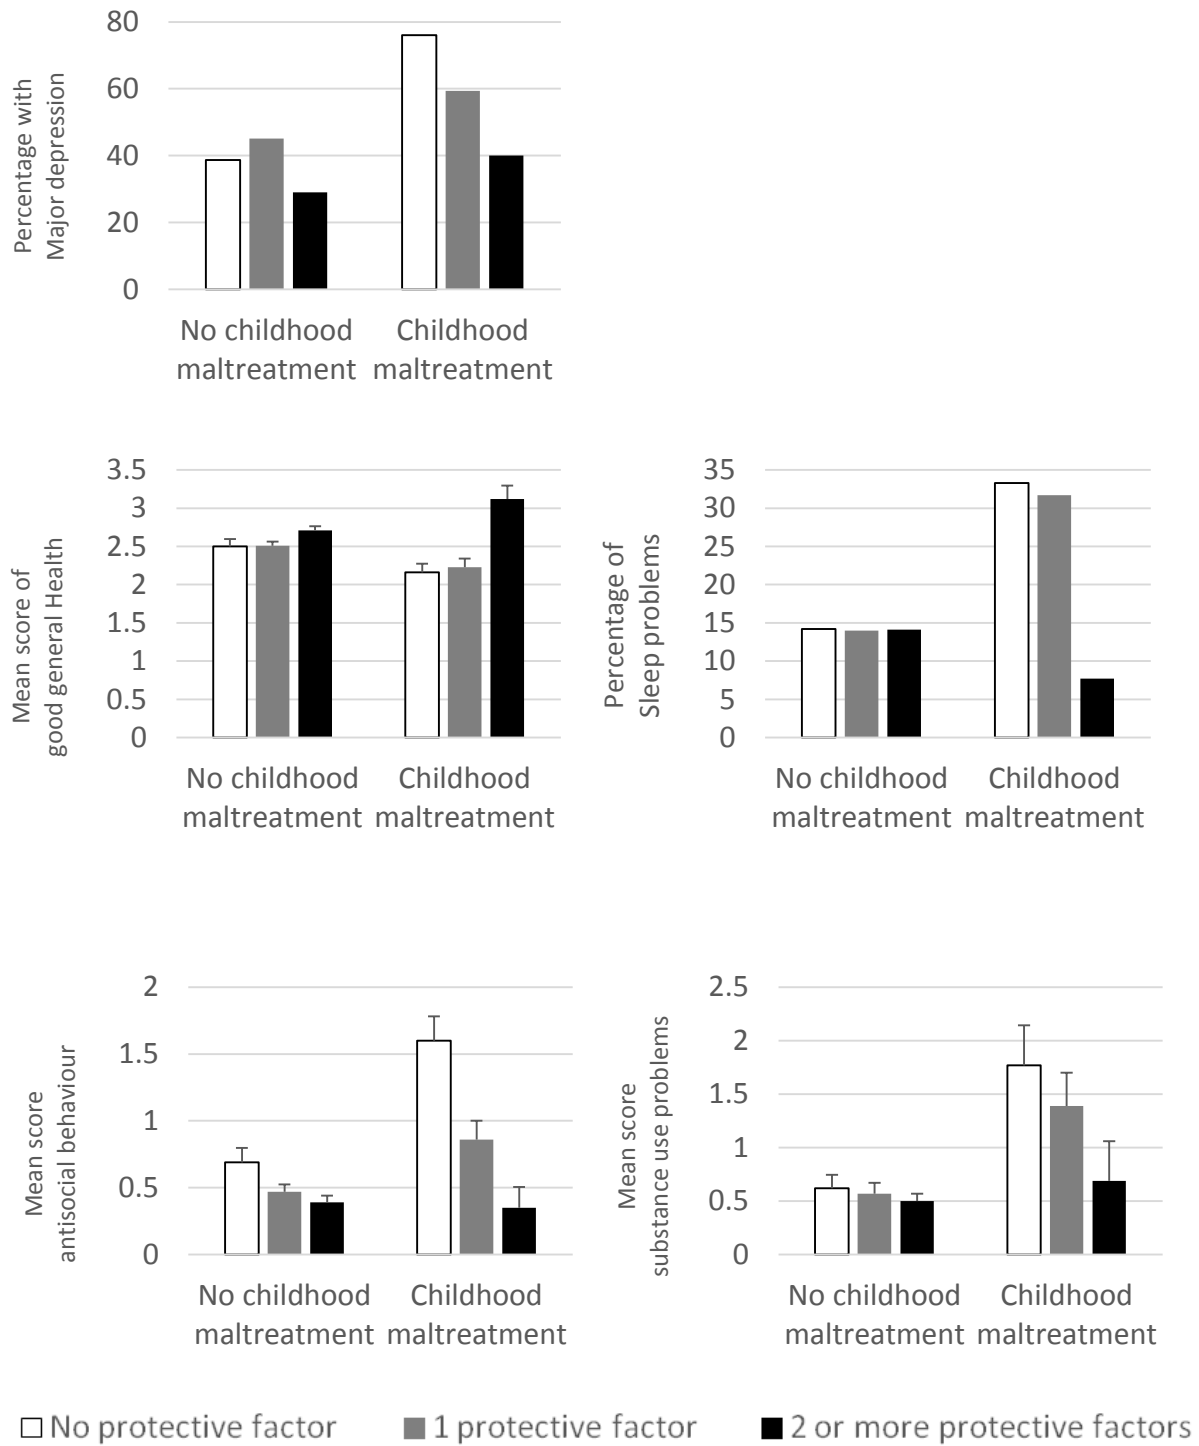 Percentage with
Major depression
80
60
40
20
0
No childhood
maltreatment
Childhood
maltreatment
Mean score of
good general Health
3.5
3
2.5
2
1.5
1
0.5
0
No childhood
maltreatment
Childhood
maltreatment
Percentage of
Sleep problems
35
30
25
20
15
10
5
0
No childhood
maltreatment
Childhood
maltreatment
Mean score
antisocial behaviour
2
1.5
1
0.5
0
No childhood
maltreatment
Childhood
maltreatment
Mean score
substance use problems
2.5
2
1.5
1
0.5
0
No childhood
maltreatment
Childhood
maltreatment
No protective factor
1 protective factor
2 or more protective factors